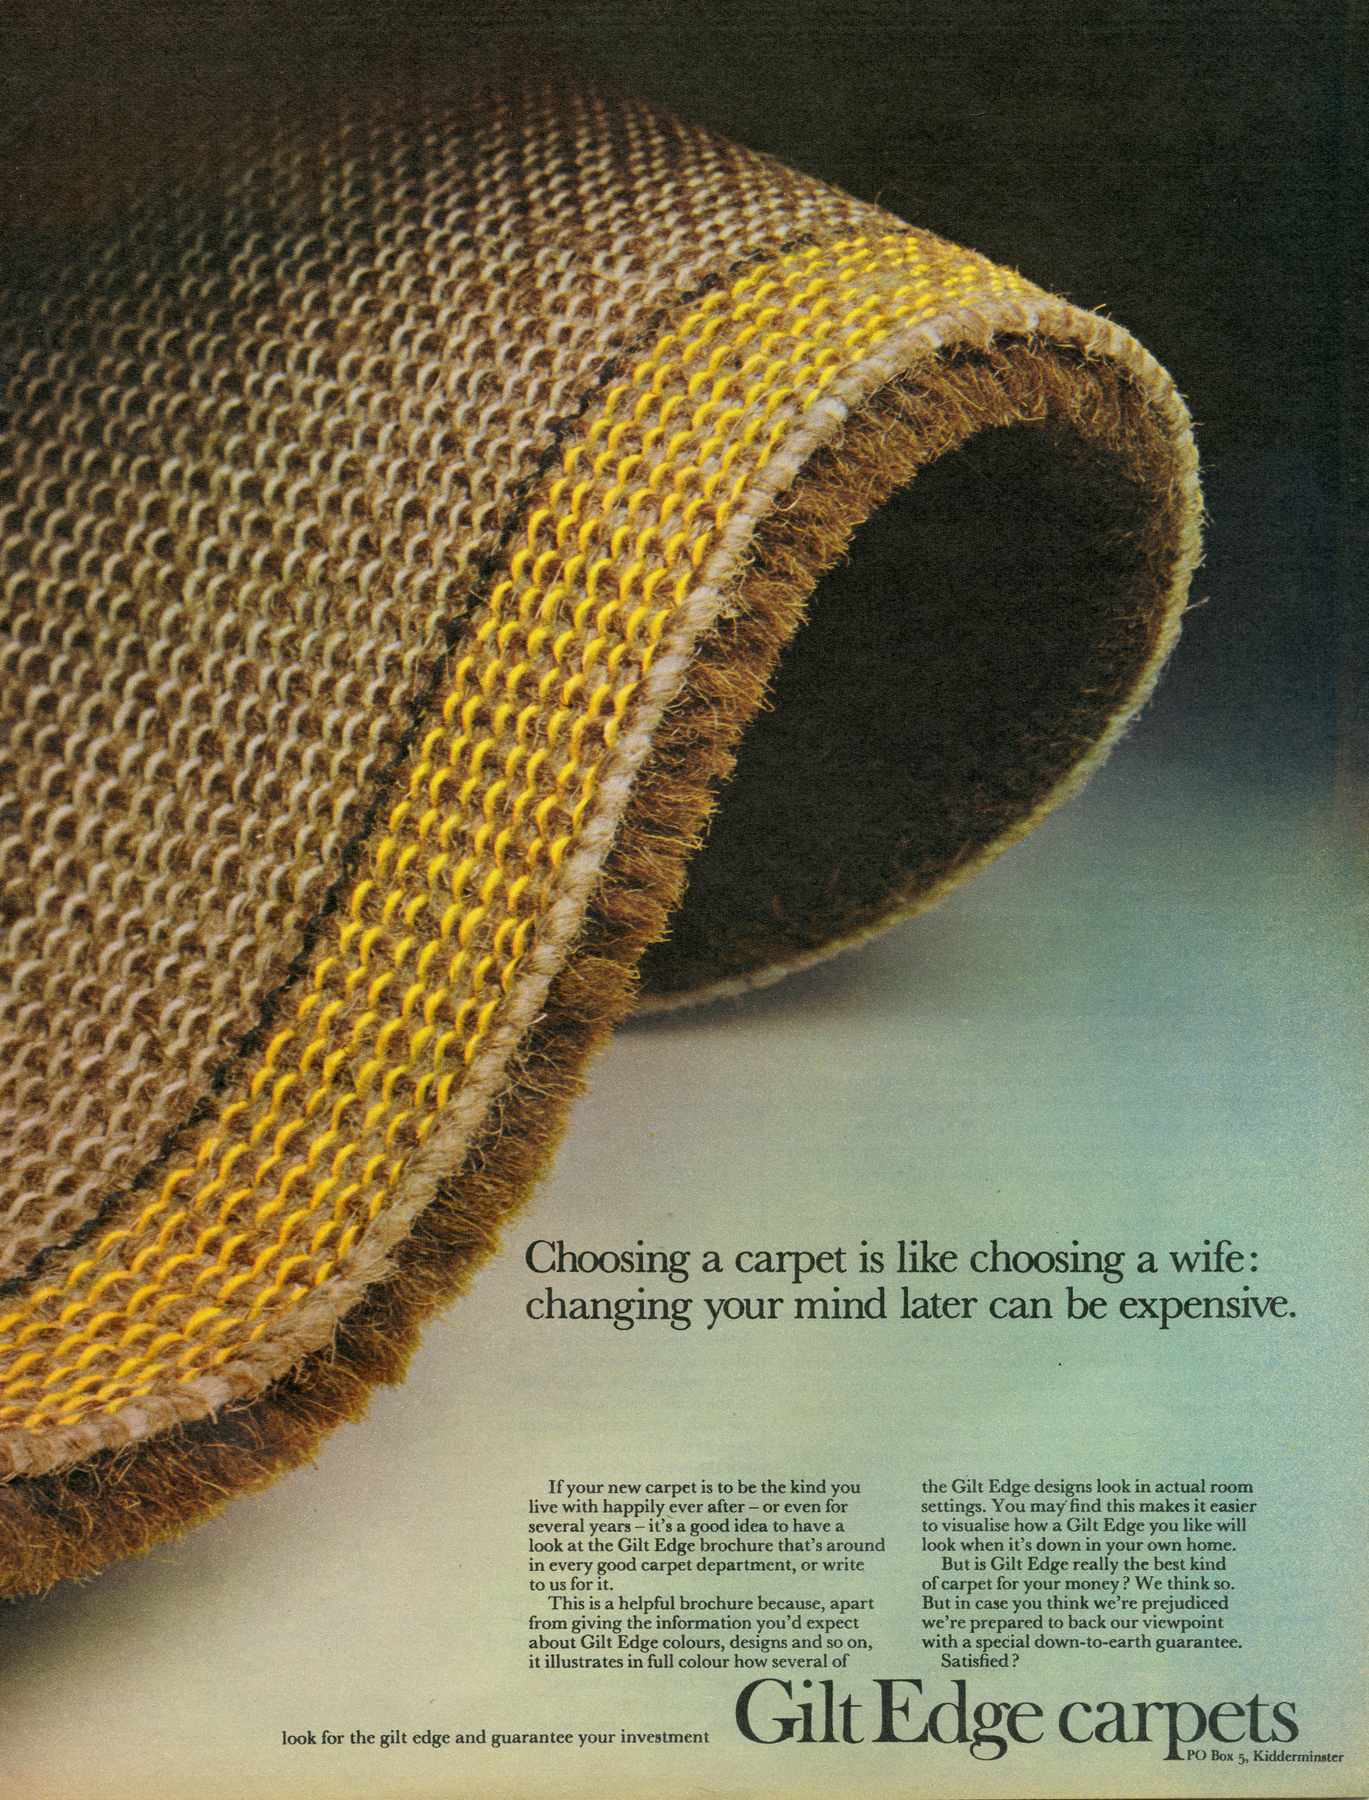 Choosing a carpet is like choosing a wife:
changing your mind later can be expensive.
If your new carpet is to be the kind you
live with happily ever after – or even for
several years – it's a good idea to have a
look at the Gilt Edge brochure that's around
in every good carpet department, or write
to us for it.
This is a helpful brochure because, apart
from giving the information you'd expect
about Gilt Edge colours, designs and so on,
it illustrates in full colour how several of
the Gilt Edge designs look in actual room
settings. You may find this makes it easier
to visualise how a Gilt Edge you like will
look when it's down in your own home.
But is Gilt Edge really the best kind
of carpet for your money? We think so.
But in case you think we're prejudiced
we're prepared to back our viewpoint
with a special down-to-earth guarantee.
Satisfied?
look for the gilt edge and guarantee your investment
Gilt Edge carpets
PO Box 5, Kidderminster